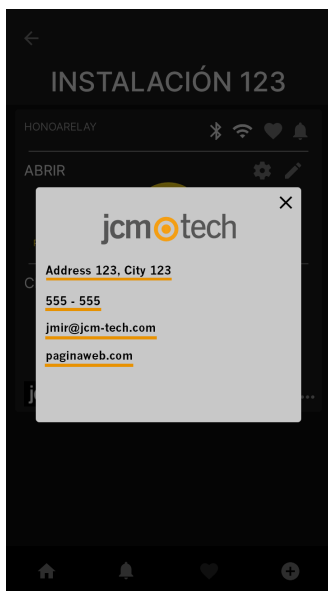 INSTALACIÓN 123
HONOARELAY
ABRIR
jcm tech
Address 123, City 123
555 - 555
jmir@jcm-tech.com
paginaweb.com